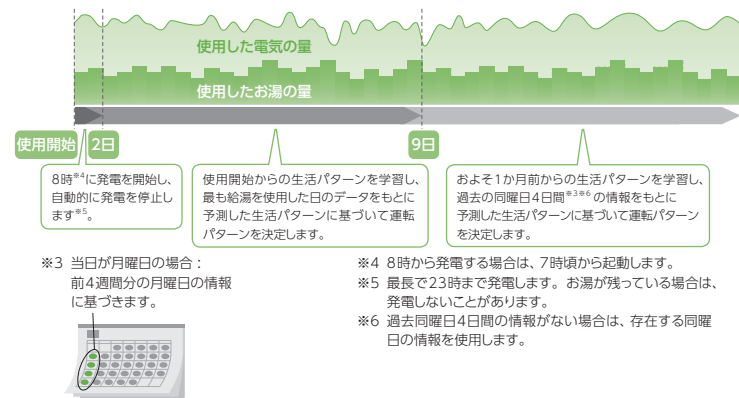 使用した電気の量
使用したお湯の量
使用開始
2日
9日
8時※4に発電を開始し、
自動的に発電を停止し
ます※5。
使用開始からの生活パターンを学習し、
最も給湯を使用した日のデータをもとに
予測した生活パターンに基づいて運転
パターンを決定します。
およそ1か月前からの生活パターンを学習し、
過去の同曜日4日間※3※6 の情報をもとに
予測した生活パターンに基づいて運転パターン
を決定します。
※3 当日が月曜日の場合：
前4週間分の月曜日の情報
に基づきます。
※4 8時から発電する場合は、7時頃から起動します。
※5 最長で23時まで発電します。お湯が残っている場合は、
発電しないことがあります。
※6 過去同曜日4日間の情報がない場合は、存在する同曜
日の情報を使用します。